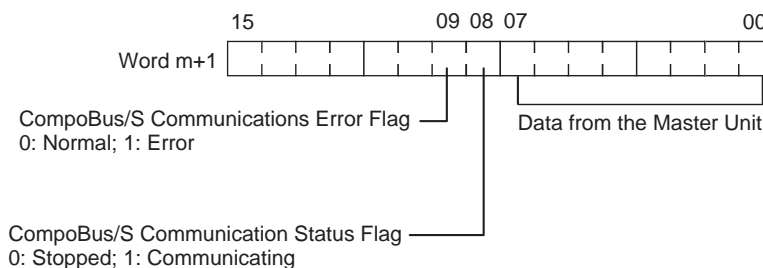 15 09 08 07 00
Word m+1
CompoBus/S Communications Error Flag
0: Normal; 1: Error
Data from the Master Unit
CompoBus/S Communication Status Flag
0: Stopped; 1: Communicating